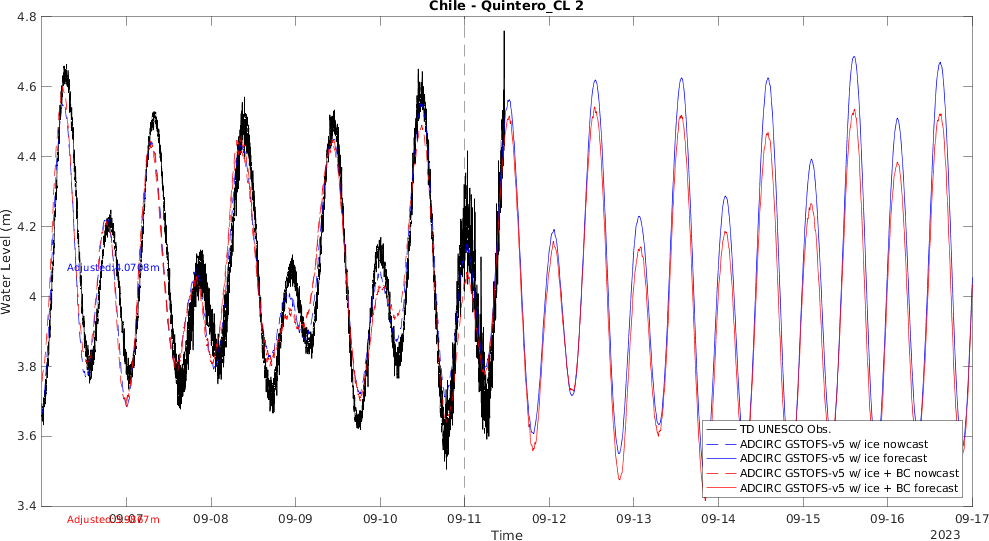 Chile - Quintero_CL 2
4.8
4.6
4.4
4.2
4
3.8
3.6
3.4
Water Level (m)
Adjusted:4.0708m
TD UNESCO Obs.
ADCIRC GSTOFS-v5 w/ ice nowcast
ADCIRC GSTOFS-v5 w/ ice forecast
ADCIRC GSTOFS-v5 w/ ice + BC nowcast
ADCIRC GSTOFS-v5 w/ ice + BC forecast
09-07 09-08 09-09 09-10 09-11 09-12 09-13 09-14 09-15 09-16 09-17
Time
2023